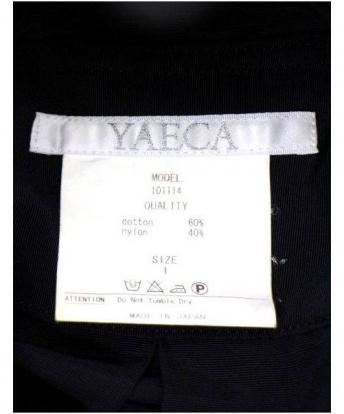 YAECA
MODEL
101114
QUALITY
cotton 60%
nylon 40%
SIZE
1
P
ATTENTION Do Not Tumble Dry
MADE IN JAPAN